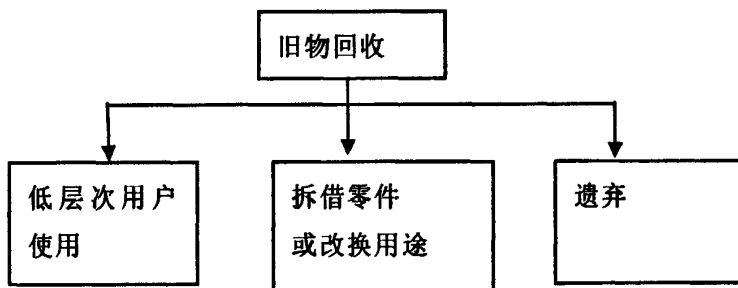 旧物回收
低层次用户
使用
拆借零件
或改换用途
遗弃